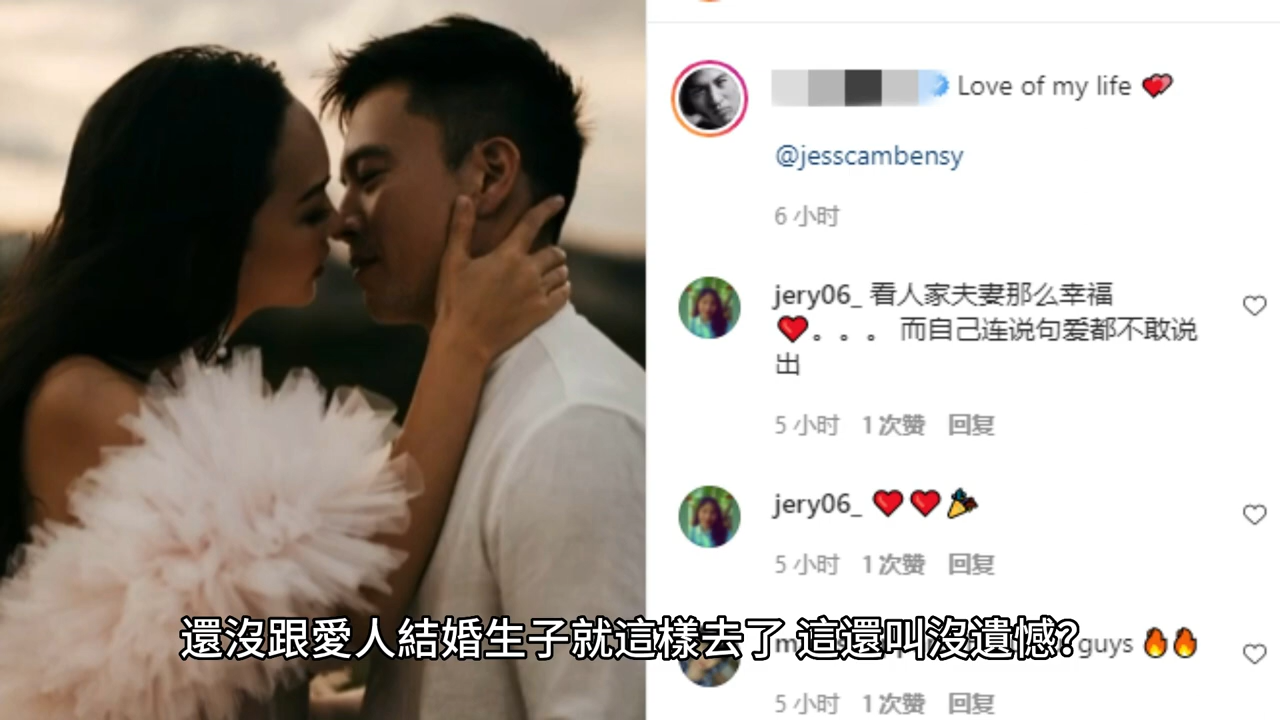 Love of my life 💕
@jesscambensy
6 小时
jery06_ 看人家夫妻那么幸福
❤️。。。 而自己连说句爱都不敢说
出
5 小时 1次赞 回复
jery06_ ❤️❤️🎉
5 小时 1次赞 回复
guys 🔥🔥
還沒跟愛人結婚生子就這樣去了 這還叫沒遺憾?
5 小时 1次赞 回复